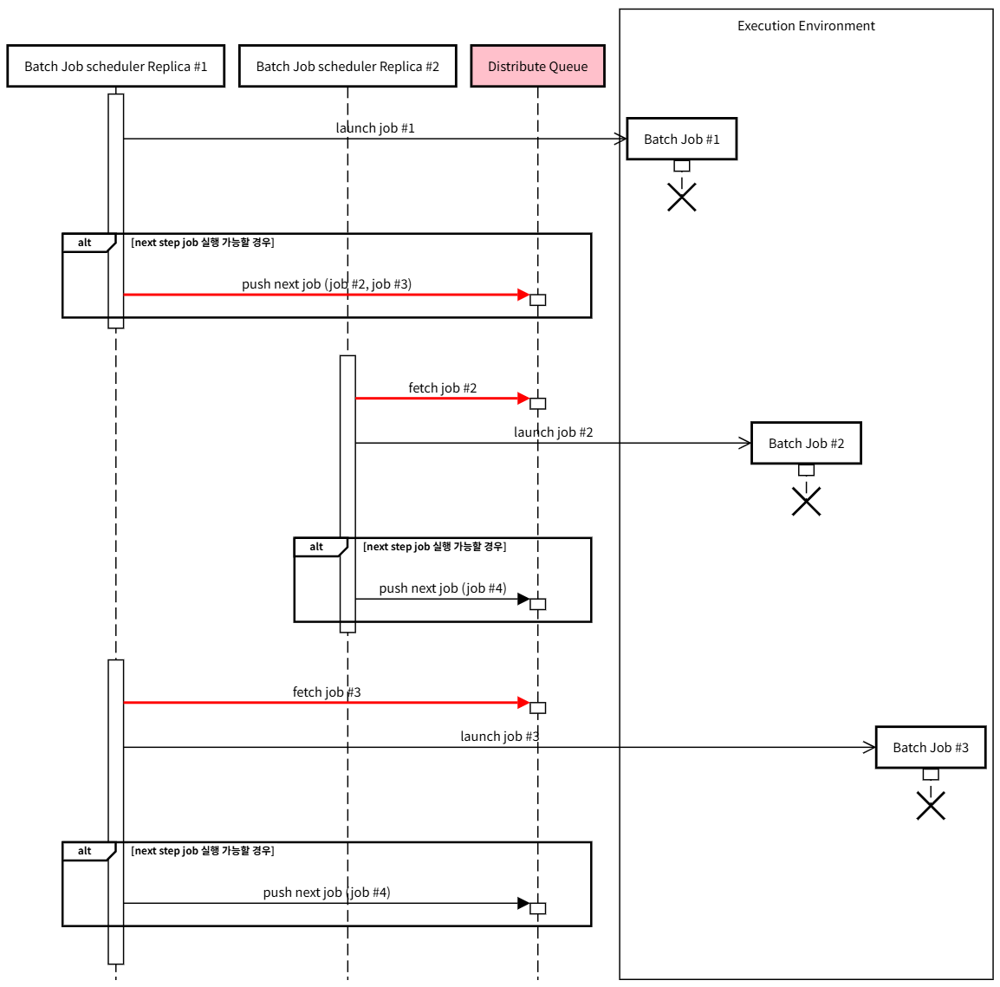 Execution Environment
Batch Job scheduler Replica #1
Batch Job scheduler Replica #2
Distribute Queue
launch job #1
Batch Job #1
alt
[next step job 실행 가능할 경우]
push next job (job #2, job #3)
fetch job #2
launch job #2
Batch Job #2
alt
[next step job 실행 가능할 경우]
push next job (job #4)
fetch job #3
launch job #3
Batch Job #3
alt
[next step job 실행 가능할 경우]
push next job (job #4)